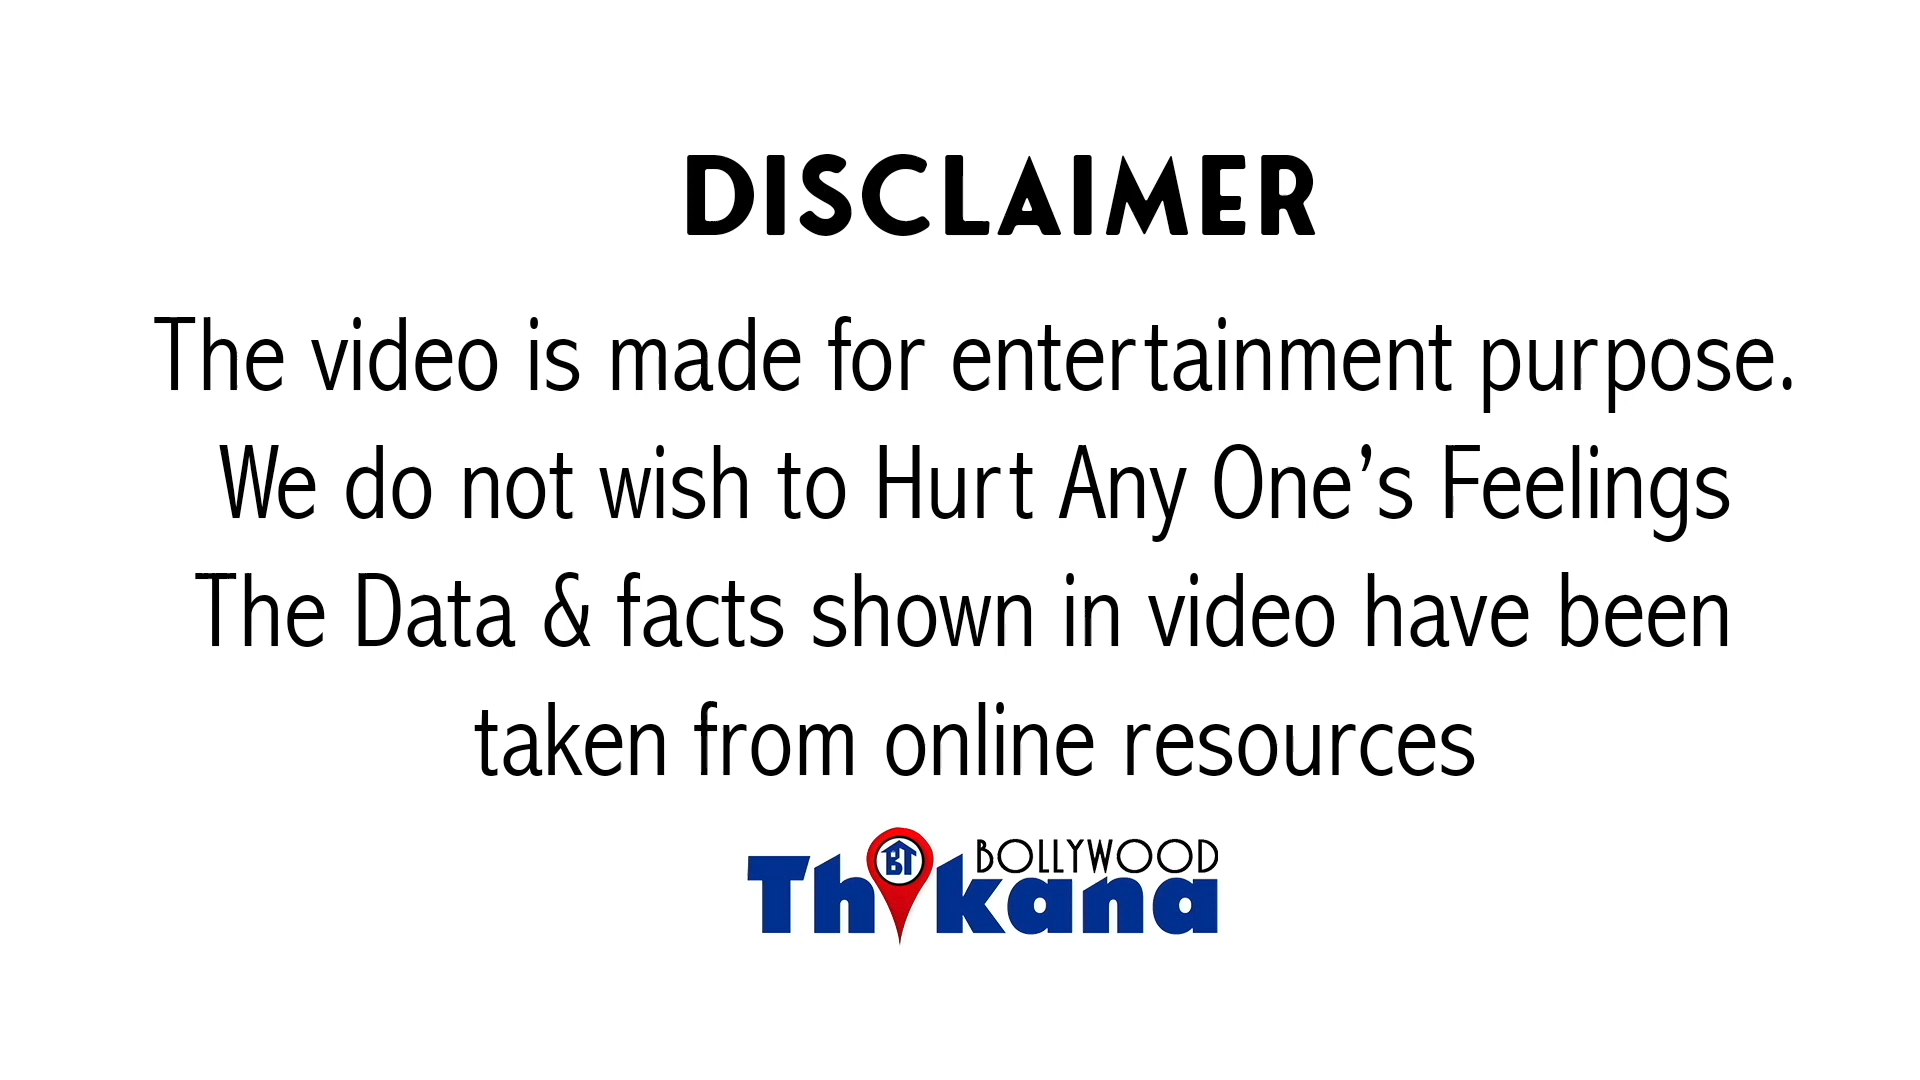 DISCLAIMER
The video is made for entertainment purpose.
We do not wish to Hurt Any One’s Feelings
The Data & facts shown in video have been
taken from online resources
BOLLYWOOD
BT
Thikana